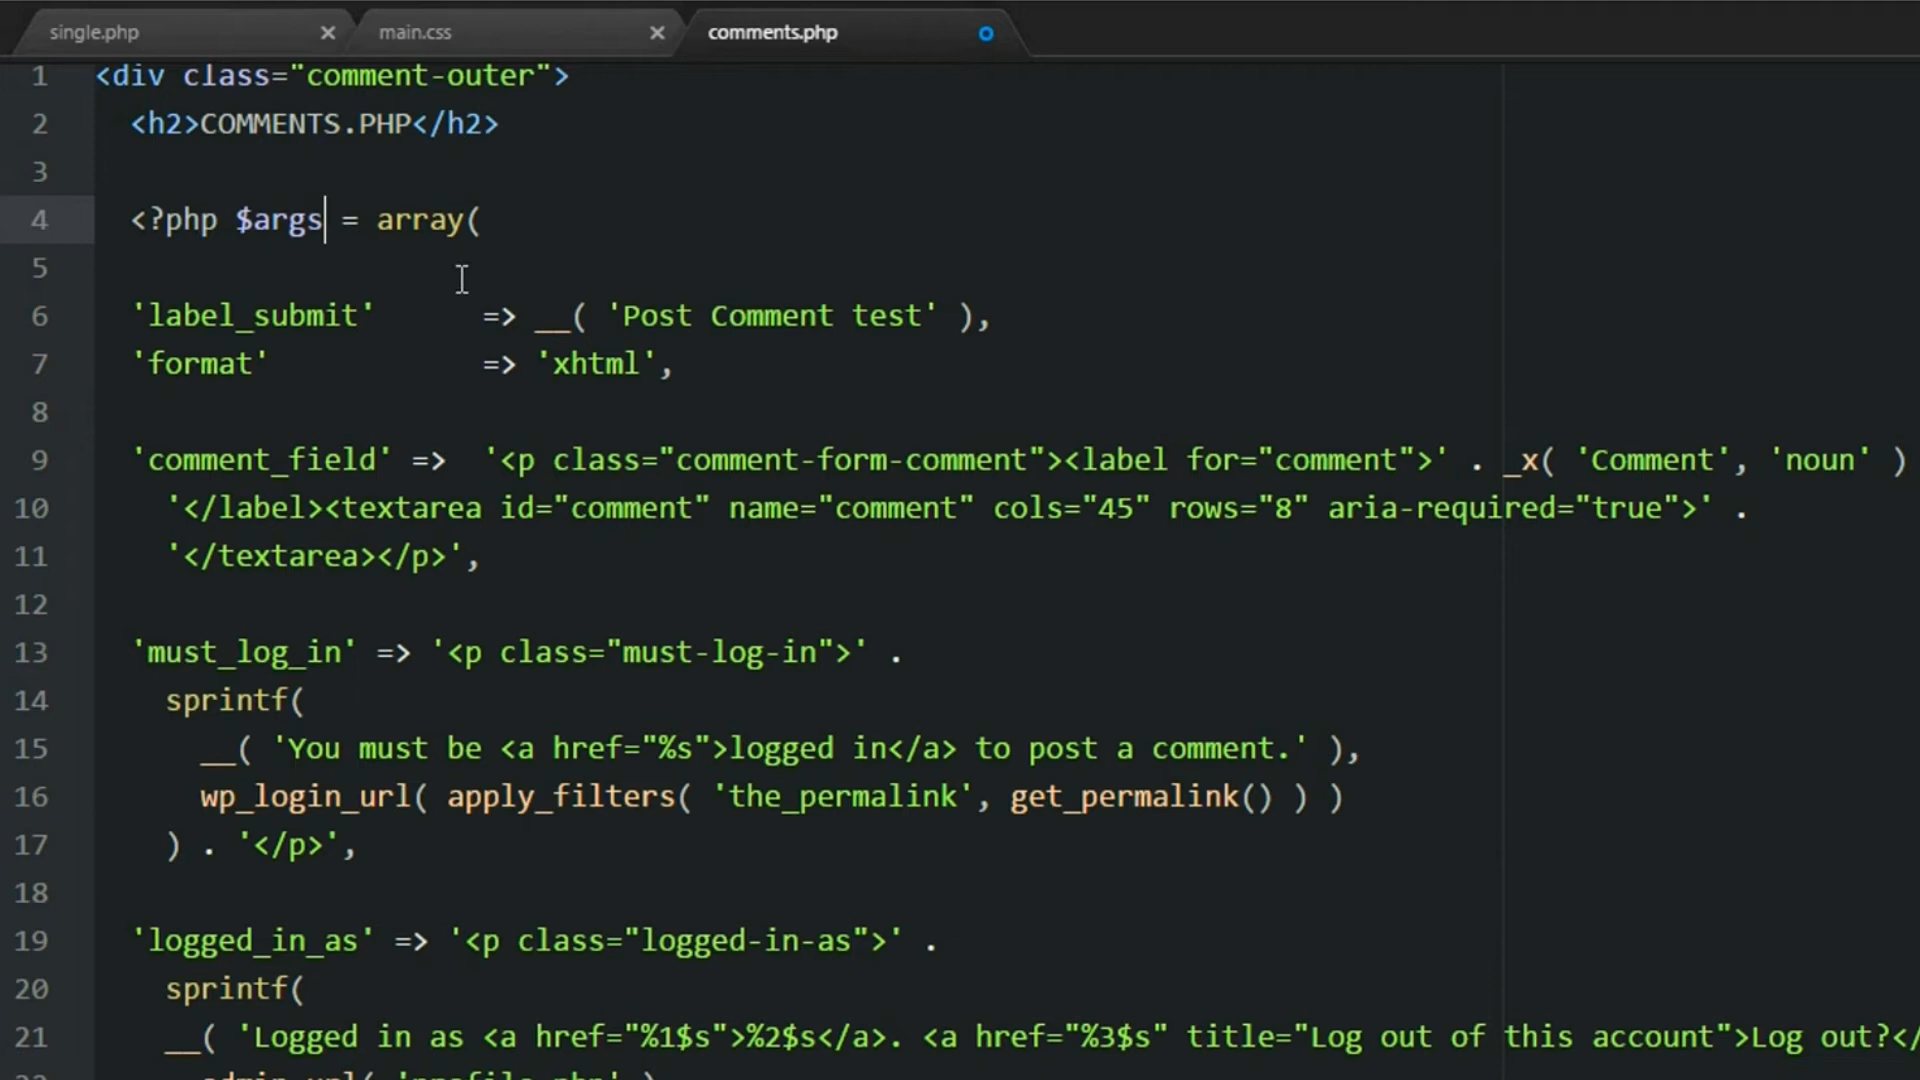 single.php × main.css × comments.php
1 <div class="comment-outer">
2 <h2>COMMENTS.PHP</h2>
3
4 <?php $args = array(
5
6 'label_submit' => __( 'Post Comment test' ),
7 'format' => 'xhtml',
8
9 'comment_field' => '<p class="comment-form-comment"><label for="comment">' . _x( 'Comment', 'noun' )
10 '</label><textarea id="comment" name="comment" cols="45" rows="8" aria-required="true">' .
11 '</textarea></p>',
12
13 'must_log_in' => '<p class="must-log-in">' .
14 sprintf(
15 __( 'You must be <a href="%s">logged in</a> to post a comment.' ),
16 wp_login_url( apply_filters( 'the_permalink', get_permalink() ) )
17 ) . '</p>',
18
19 'logged_in_as' => '<p class="logged-in-as">' .
20 sprintf(
21 __( 'Logged in as <a href="%1$s">%2$s</a>. <a href="%3$s" title="Log out of this account">Log out?</